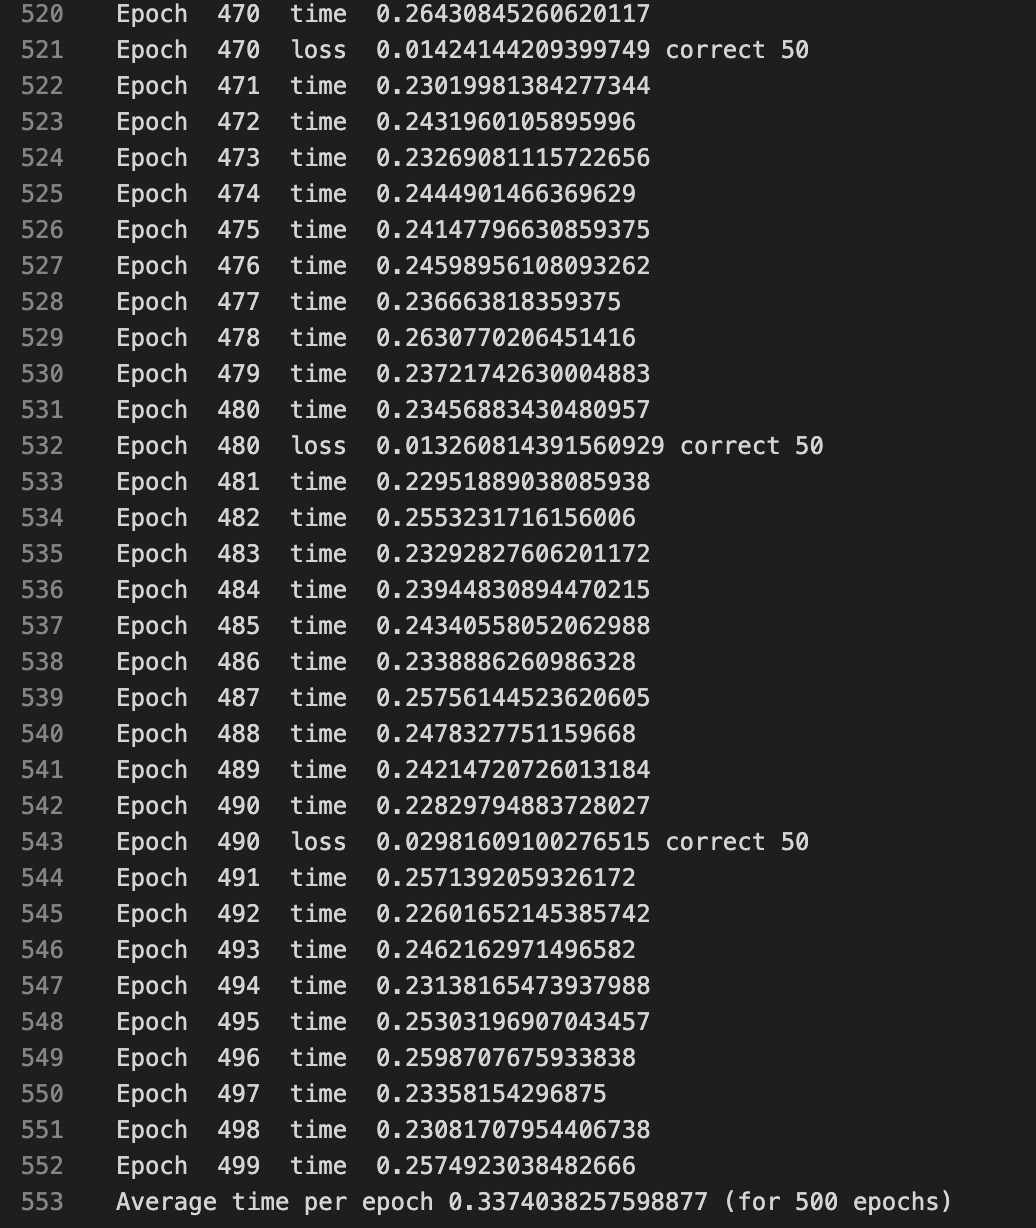 520 Epoch 470 time 0.26430845260620117
521 Epoch 470 loss 0.01424144209399749 correct 50
522 Epoch 471 time 0.23019981384277344
523 Epoch 472 time 0.2431960105895996
524 Epoch 473 time 0.23269081115722656
525 Epoch 474 time 0.2444901466369629
526 Epoch 475 time 0.24147796630859375
527 Epoch 476 time 0.24598956108093262
528 Epoch 477 time 0.236663818359375
529 Epoch 478 time 0.2630770206451416
530 Epoch 479 time 0.23721742630004883
531 Epoch 480 time 0.23456883430480957
532 Epoch 480 loss 0.013260814391560929 correct 50
533 Epoch 481 time 0.22951889038085938
534 Epoch 482 time 0.2553231716156006
535 Epoch 483 time 0.23292827606201172
536 Epoch 484 time 0.23944830894470215
537 Epoch 485 time 0.24340558052062988
538 Epoch 486 time 0.2338886260986328
539 Epoch 487 time 0.25756144523620605
540 Epoch 488 time 0.2478327751159668
541 Epoch 489 time 0.24214720726013184
542 Epoch 490 time 0.22829794883728027
543 Epoch 490 loss 0.02981609100276515 correct 50
544 Epoch 491 time 0.2571392059326172
545 Epoch 492 time 0.22601652145385742
546 Epoch 493 time 0.2462162971496582
547 Epoch 494 time 0.23138165473937988
548 Epoch 495 time 0.25303196907043457
549 Epoch 496 time 0.2598707675933838
550 Epoch 497 time 0.23358154296875
551 Epoch 498 time 0.23081707954406738
552 Epoch 499 time 0.2574923038482666
553 Average time per epoch 0.3374038257598877 (for 500 epochs)